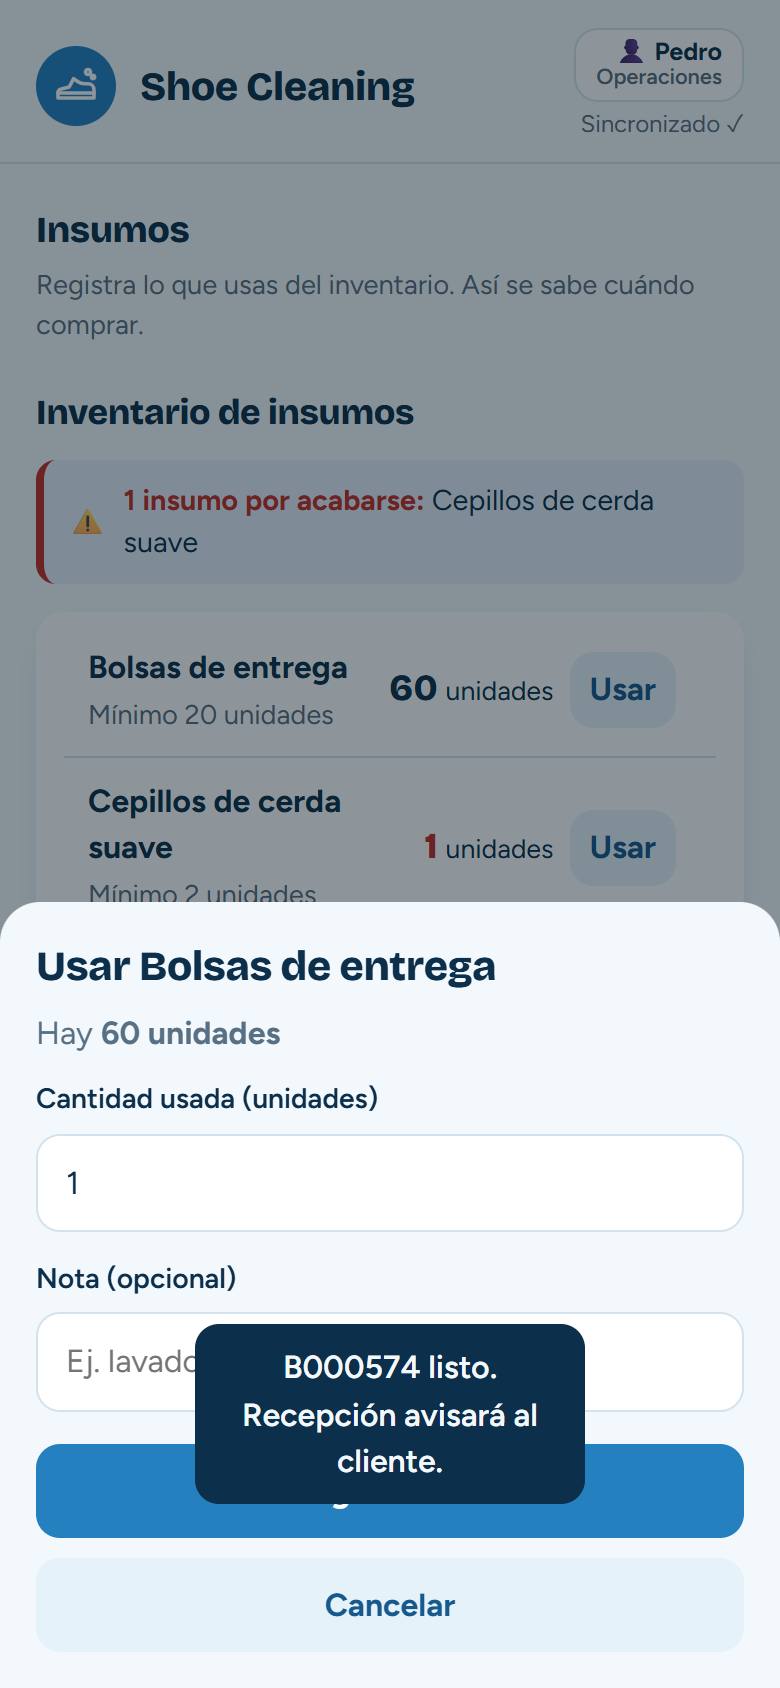 Shoe Cleaning
Pedro
Operaciones
Sincronizado ✓
Insumos
Registra lo que usas del inventario. Así se sabe cuándo
comprar.
Inventario de insumos
1 insumo por acabarse: Cepillos de cerda
suave
Bolsas de entrega
Mínimo 20 unidades
60 unidades
Usar
Cepillos de cerda
suave
Mínimo 2 unidades
1 unidades
Usar
Usar Bolsas de entrega
Hay 60 unidades
Cantidad usada (unidades)
1
Nota (opcional)
Ej.
B000574 listo.
Recepción avisará al
cliente.
Cancelar